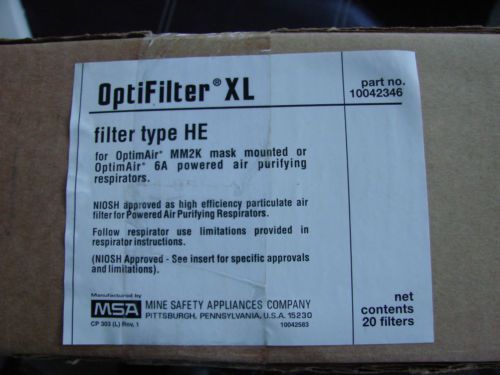 OptiFilter® XL
part no.
10042346
filter type HE
for OptimAir® MM2K mask mounted or
OptimAir® 6A powered air purifying
respirators.
NIOSH approved as high efficiency particulate air
filter for Powered Air Purifying Respirators.
Follow respirator use limitations provided in
respirator instructions.
(NIOSH Approved - See insert for specific approvals
and limitations).
Manufactured by
MSA
MINE SAFETY APPLIANCES COMPANY
PITTSBURGH, PENNSYLVANIA, U.S.A. 15230
CP 303 (L) Rev. 1
10042583
net
contents
20 filters